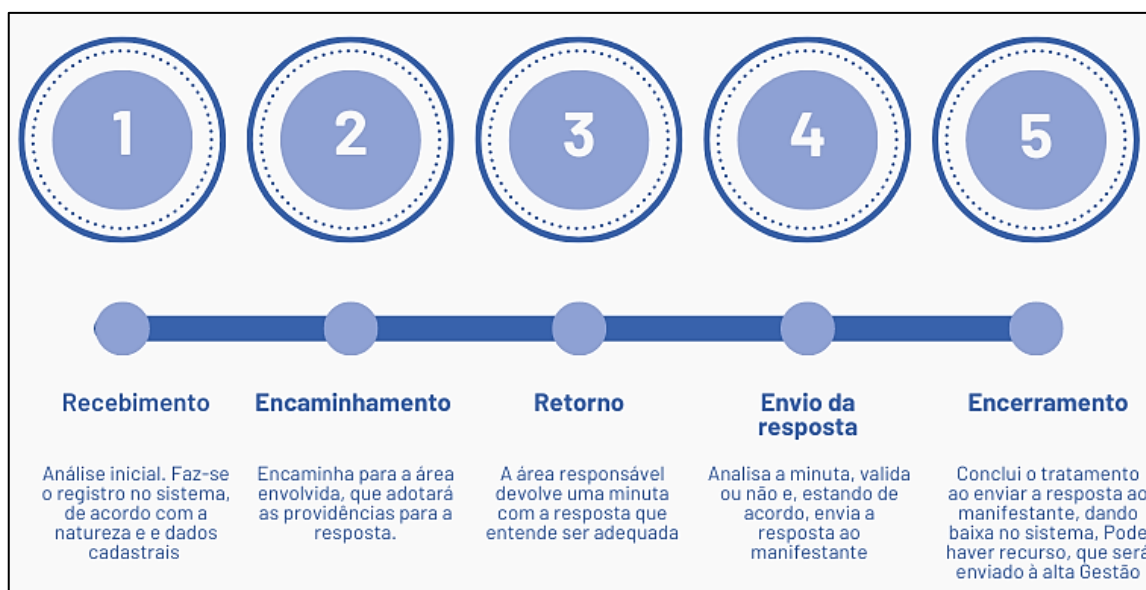 1
2
3
4
5
Recebimento
Análise inicial. Faz-se
o registro no sistema,
de acordo com a
natureza e e dados
cadastrais
Encaminhamento
Encaminha para a área
envolvida, que adotará
as providências para a
resposta.
Retorno
A área responsável
devolve uma minuta
com a resposta que
entende ser adequada
Envio da
resposta
Analisa a minuta, valida
ou não e, estando de
acordo, envia a
resposta ao
manifestante
Encerramento
Conclui o tratamento
ao enviar a resposta ao
manifestante, dando
baixa no sistema, Pode
haver recurso, que será
enviado à alta Gestão